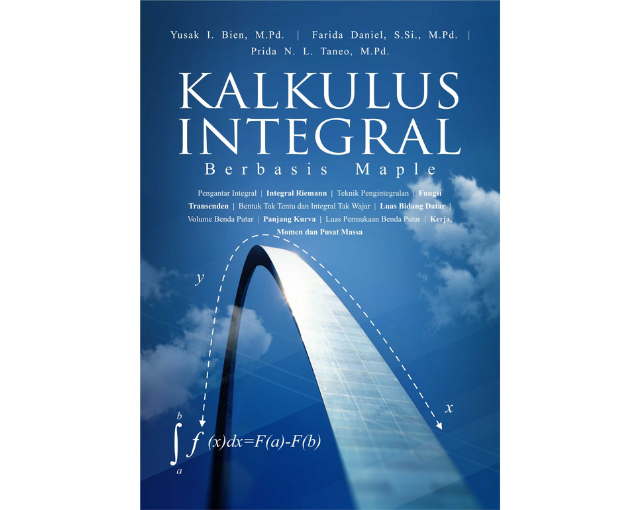 Yusak I. Bien, M.Pd. | Farida Daniel, S.Si., M.Pd. |
Prida N. L. Taneo, M.Pd.
KALKULUS
INTEGRAL
Berbasis Maple
Pengantar Integral | Integral Riemann | Teknik Pengintegralan | Fungsi
Transenden | Bentuk Tak Tentu dan Integral Tak Wajar | Luas Bidang Datar |
Volume Benda Putar | Panjang Kurva | Luas Permukaan Benda Putar | Kerja,
Momen dan Pusat Massa
y
x
b
∫ f (x)dx=F(a)-F(b)
a